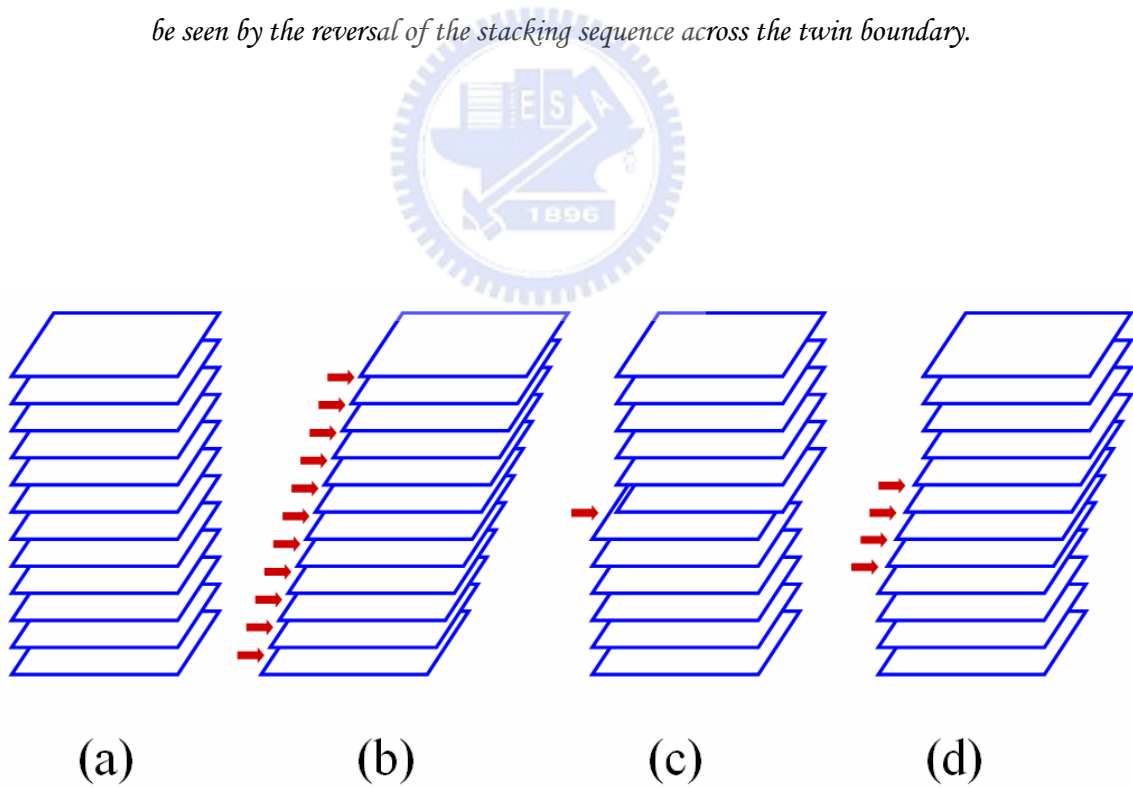 be seen by the reversal of the stacking sequence across the twin boundary.
E S A
1896
(a) (b) (c) (d)